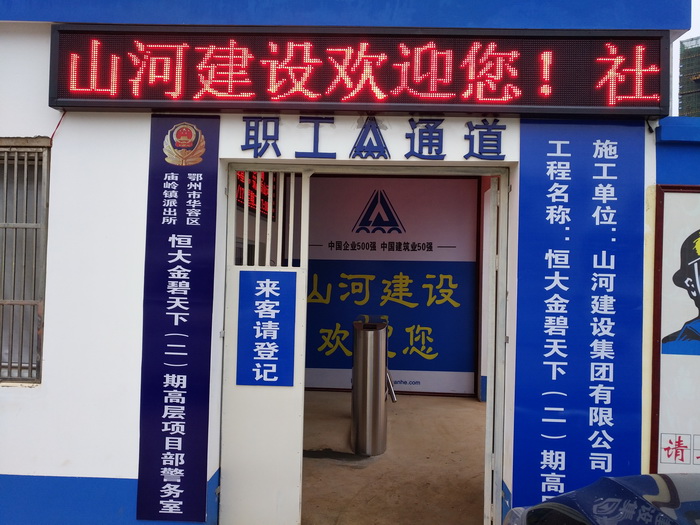 山河建设欢迎您！社
职工通道
鄂州市华容区
庙岭镇派出所
恒大金碧天下（二）期高层项目部警务室
施工单位：山河建设集团有限公司
工程名称：恒大金碧天下（二）期高层
中国企业500强 中国建筑业50强
山河建设
欢迎您
来客请登记
请